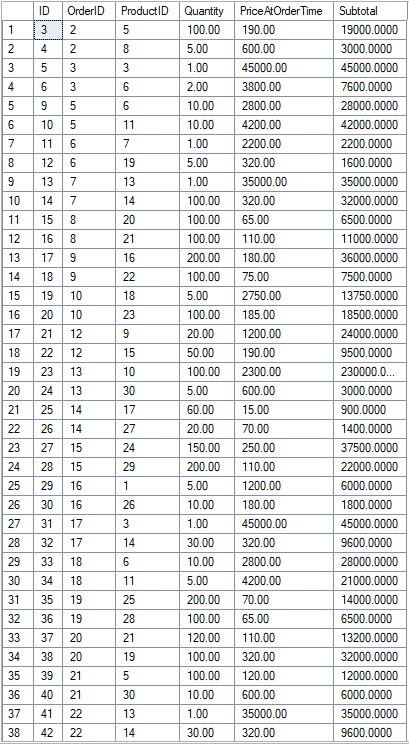 ID OrderID ProductID Quantity PriceAtOrderTime Subtotal
1 3 2 5 100.00 190.00 19000.0000
2 4 2 8 5.00 600.00 3000.0000
3 5 3 3 1.00 45000.00 45000.0000
4 6 3 6 2.00 3800.00 7600.0000
5 9 5 6 10.00 2800.00 28000.0000
6 10 5 11 10.00 4200.00 42000.0000
7 11 6 7 1.00 2200.00 2200.0000
8 12 6 19 5.00 320.00 1600.0000
9 13 7 13 1.00 35000.00 35000.0000
10 14 7 14 100.00 320.00 32000.0000
11 15 8 20 100.00 65.00 6500.0000
12 16 8 21 100.00 110.00 11000.0000
13 17 9 16 200.00 180.00 36000.0000
14 18 9 22 100.00 75.00 7500.0000
15 19 10 18 5.00 2750.00 13750.0000
16 20 10 23 100.00 185.00 18500.0000
17 21 12 9 20.00 1200.00 24000.0000
18 22 12 15 50.00 190.00 9500.0000
19 23 13 10 100.00 2300.00 230000.0...
20 24 13 30 5.00 600.00 3000.0000
21 25 14 17 60.00 15.00 900.0000
22 26 14 27 20.00 70.00 1400.0000
23 27 15 24 150.00 250.00 37500.0000
24 28 15 29 200.00 110.00 22000.0000
25 29 16 1 5.00 1200.00 6000.0000
26 30 16 26 10.00 180.00 1800.0000
27 31 17 3 1.00 45000.00 45000.0000
28 32 17 14 30.00 320.00 9600.0000
29 33 18 6 10.00 2800.00 28000.0000
30 34 18 11 5.00 4200.00 21000.0000
31 35 19 25 200.00 70.00 14000.0000
32 36 19 28 100.00 65.00 6500.0000
33 37 20 21 120.00 110.00 13200.0000
34 38 20 19 100.00 320.00 32000.0000
35 39 21 5 100.00 120.00 12000.0000
36 40 21 30 10.00 600.00 6000.0000
37 41 22 13 1.00 35000.00 35000.0000
38 42 22 14 30.00 320.00 9600.0000